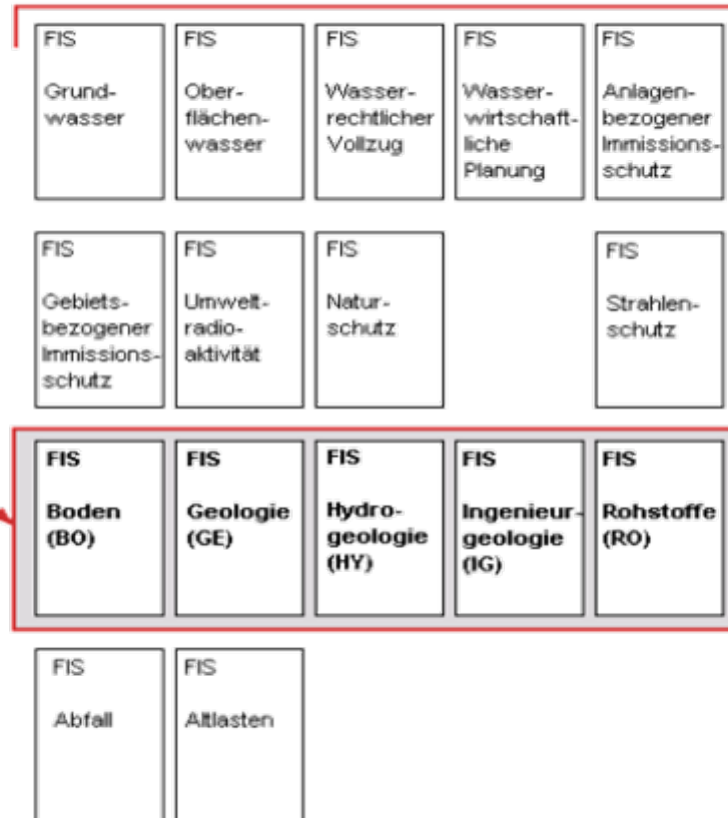 FIS
Grund-
wasser
FIS
Ober-
flächen-
wasser
FIS
Wasser-
rechtlicher
Vollzug
FIS
Wasser-
wirtschaft-
liche
Planung
FIS
Anlagen-
bezogener
Immissions-
schutz
FIS
Gebiets-
bezogener
Immissions-
schutz
FIS
Umwelt-
radio-
aktivität
FIS
Natur-
schutz
FIS
Strahlen-
schutz
FIS
Boden
(BO)
FIS
Geologie
(GE)
FIS
Hydro-
geologie
(HY)
FIS
Ingenieur-
geologie
(IG)
FIS
Rohstoffe
(RO)
FIS
Abfall
FIS
Altlasten